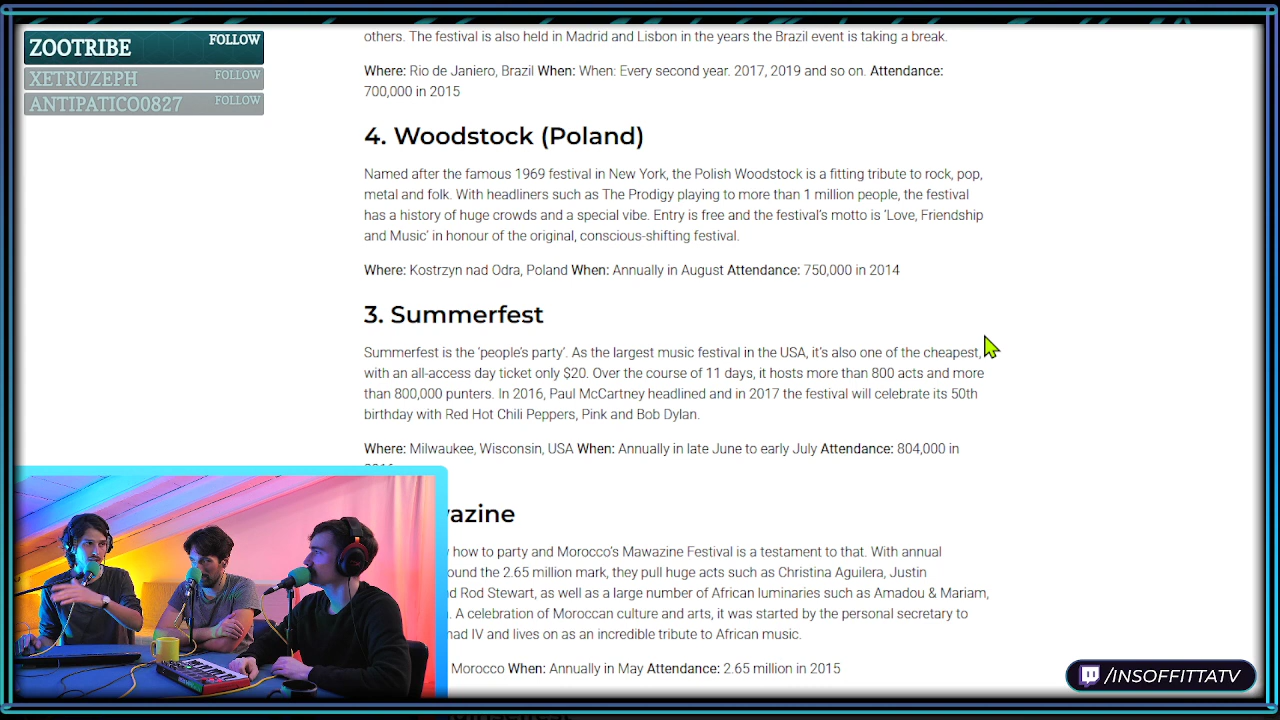 ZOOTRIBE FOLLOW
XETRUZEPH FOLLOW
ANTIPATICO0827 FOLLOW
others. The festival is also held in Madrid and Lisbon in the years the Brazil event is taking a break.
Where: Rio de Janiero, Brazil When: When: Every second year. 2017, 2019 and so on. Attendance:
700,000 in 2015
4. Woodstock (Poland)
Named after the famous 1969 festival in New York, the Polish Woodstock is a fitting tribute to rock, pop,
metal and folk. With headliners such as The Prodigy playing to more than 1 million people, the festival
has a history of huge crowds and a special vibe. Entry is free and the festival's motto is 'Love, Friendship
and Music' in honour of the original, conscious-shifting festival.
Where: Kostrzyn nad Odra, Poland When: Annually in August Attendance: 750,000 in 2014
3. Summerfest
Summerfest is the 'people's party'. As the largest music festival in the USA, it's also one of the cheapest,
with an all-access day ticket only $20. Over the course of 11 days, it hosts more than 800 acts and more
than 800,000 punters. In 2016, Paul McCartney headlined and in 2017 the festival will celebrate its 50th
birthday with Red Hot Chili Peppers, Pink and Bob Dylan.
Where: Milwaukee, Wisconsin, USA When: Annually in late June to early July Attendance: 804,000 in
azine
how to party and Morocco's Mawazine Festival is a testament to that. With annual
ound the 2.65 million mark, they pull huge acts such as Christina Aguilera, Justin
d Rod Stewart, as well as a large number of African luminaries such as Amadou & Mariam,
. A celebration of Moroccan culture and arts, it was started by the personal secretary to
ad IV and lives on as an incredible tribute to African music.
Morocco When: Annually in May Attendance: 2.65 million in 2015
/INSOFFITTATV